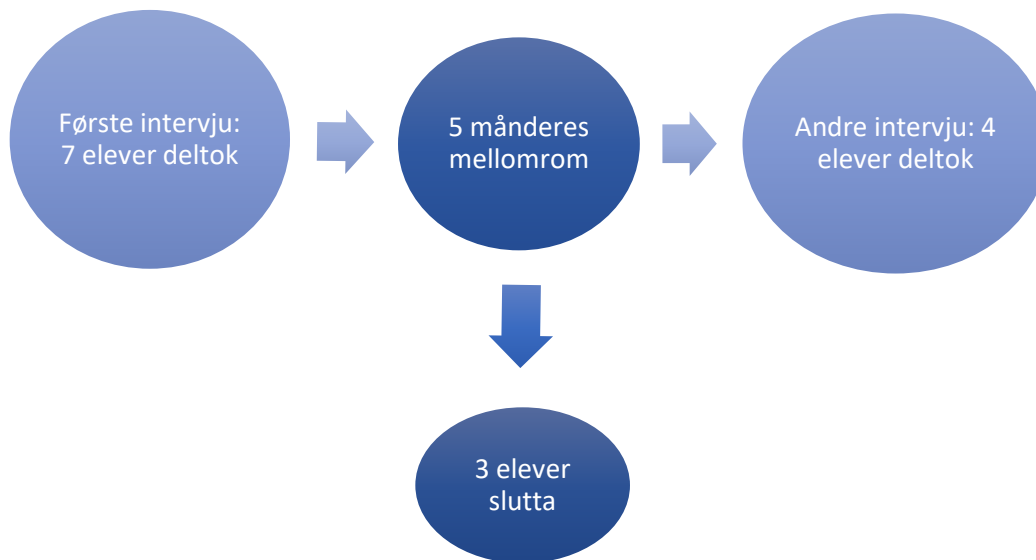 Første intervju:
7 elever deltok
5 månderes
mellomrom
Andre intervju: 4
elever deltok
3 elever
slutta